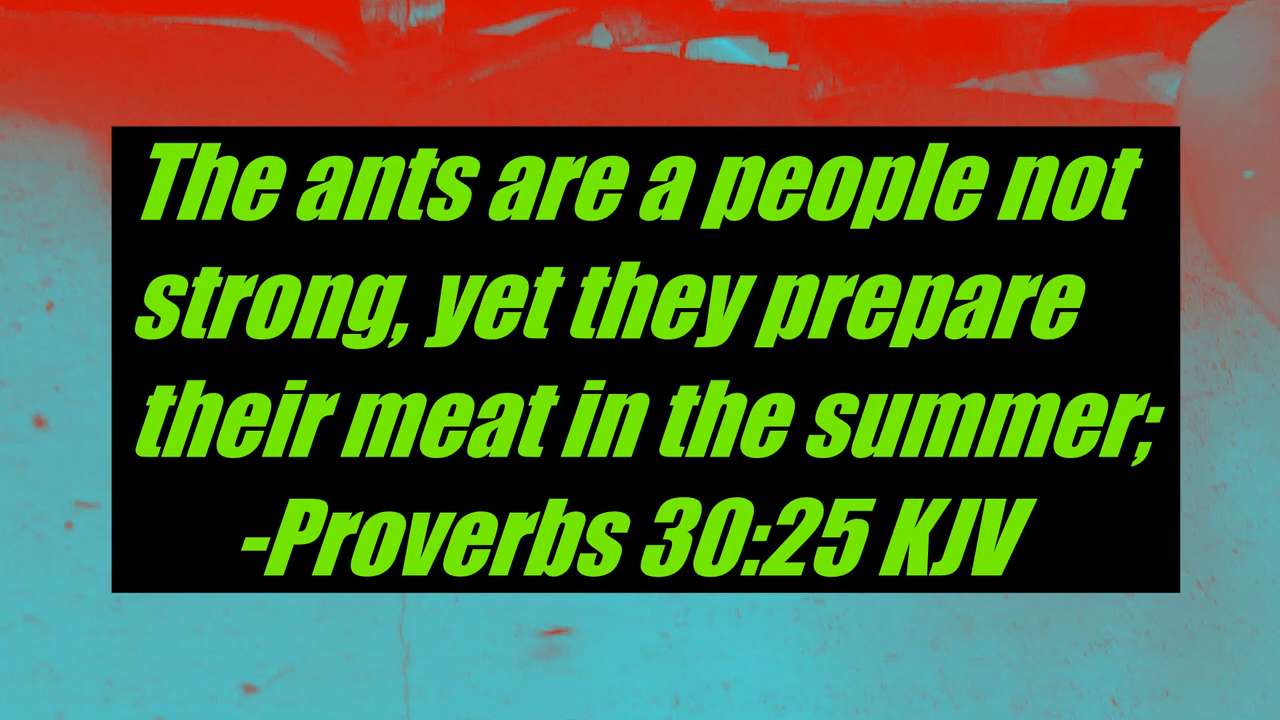 The ants are a people not
strong, yet they prepare
their meat in the summer;
-Proverbs 30:25 KJV